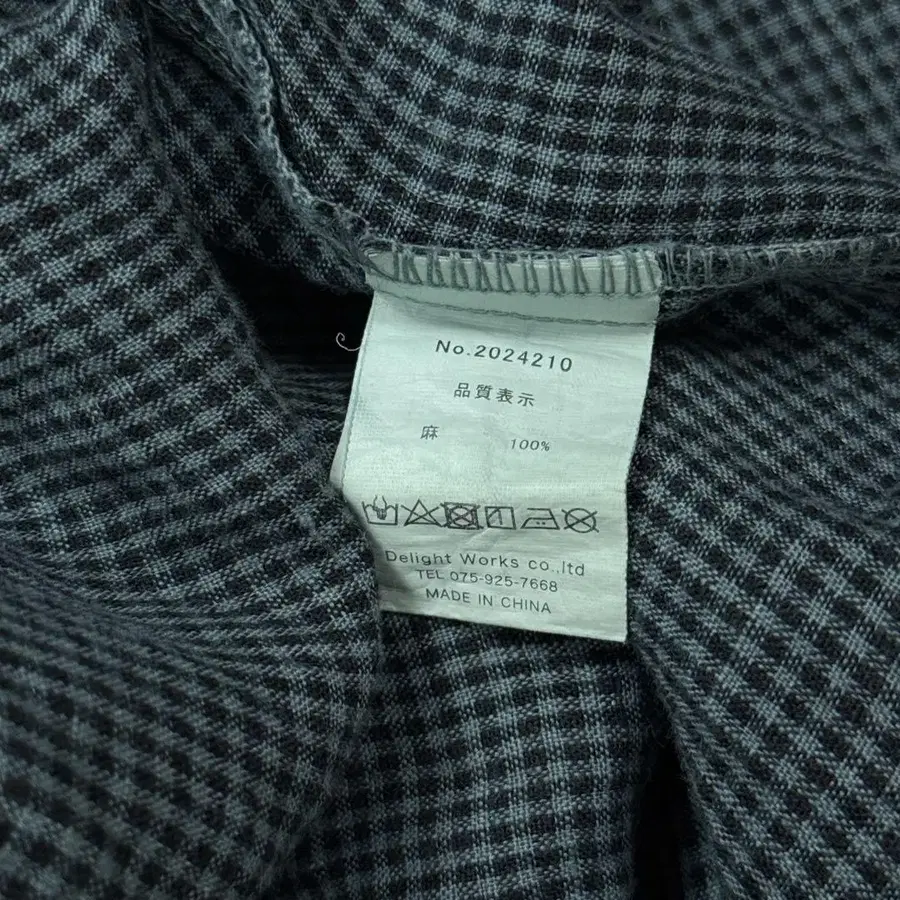 No.2024210
品質表示
麻 100%
Delight Works co.,ltd
TEL 075-925-7668
MADE IN CHINA